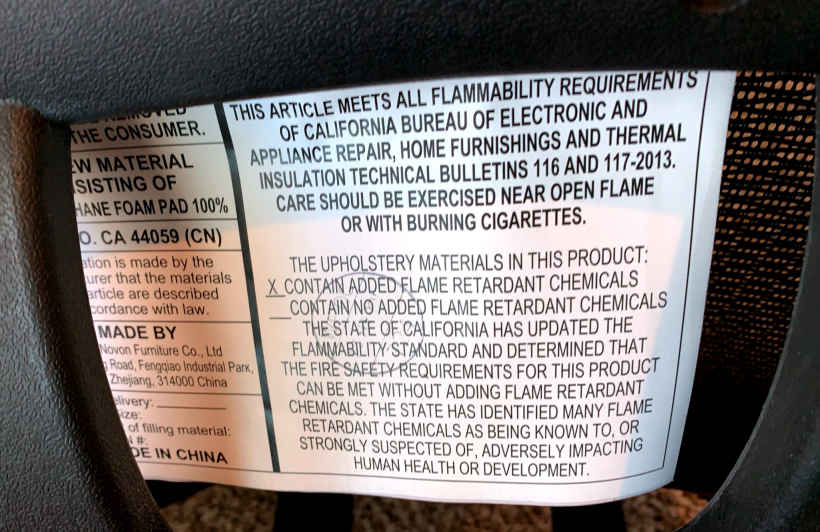 THE CONSUMER.
W MATERIAL
SISTING OF
HANE FOAM PAD 100%
O. CA 44059 (CN)
ation is made by the
urer that the materials
article are described
cordance with law.
MADE BY
Novon Furniture Co., Ltd
Road, Fengqiao Industrial Park,
Zhejiang, 314000 China
elivery:
ize:
of filling material:
#:
DE IN CHINA
THIS ARTICLE MEETS ALL FLAMMABILITY REQUIREMENTS
OF CALIFORNIA BUREAU OF ELECTRONIC AND
APPLIANCE REPAIR, HOME FURNISHINGS AND THERMAL
INSULATION TECHNICAL BULLETINS 116 AND 117-2013.
CARE SHOULD BE EXERCISED NEAR OPEN FLAME
OR WITH BURNING CIGARETTES.
THE UPHOLSTERY MATERIALS IN THIS PRODUCT:
X CONTAIN ADDED FLAME RETARDANT CHEMICALS
__CONTAIN NO ADDED FLAME RETARDANT CHEMICALS
THE STATE OF CALIFORNIA HAS UPDATED THE
FLAMMABILITY STANDARD AND DETERMINED THAT
THE FIRE SAFETY REQUIREMENTS FOR THIS PRODUCT
CAN BE MET WITHOUT ADDING FLAME RETARDANT
CHEMICALS. THE STATE HAS IDENTIFIED MANY FLAME
RETARDANT CHEMICALS AS BEING KNOWN TO, OR
STRONGLY SUSPECTED OF, ADVERSELY IMPACTING
HUMAN HEALTH OR DEVELOPMENT.